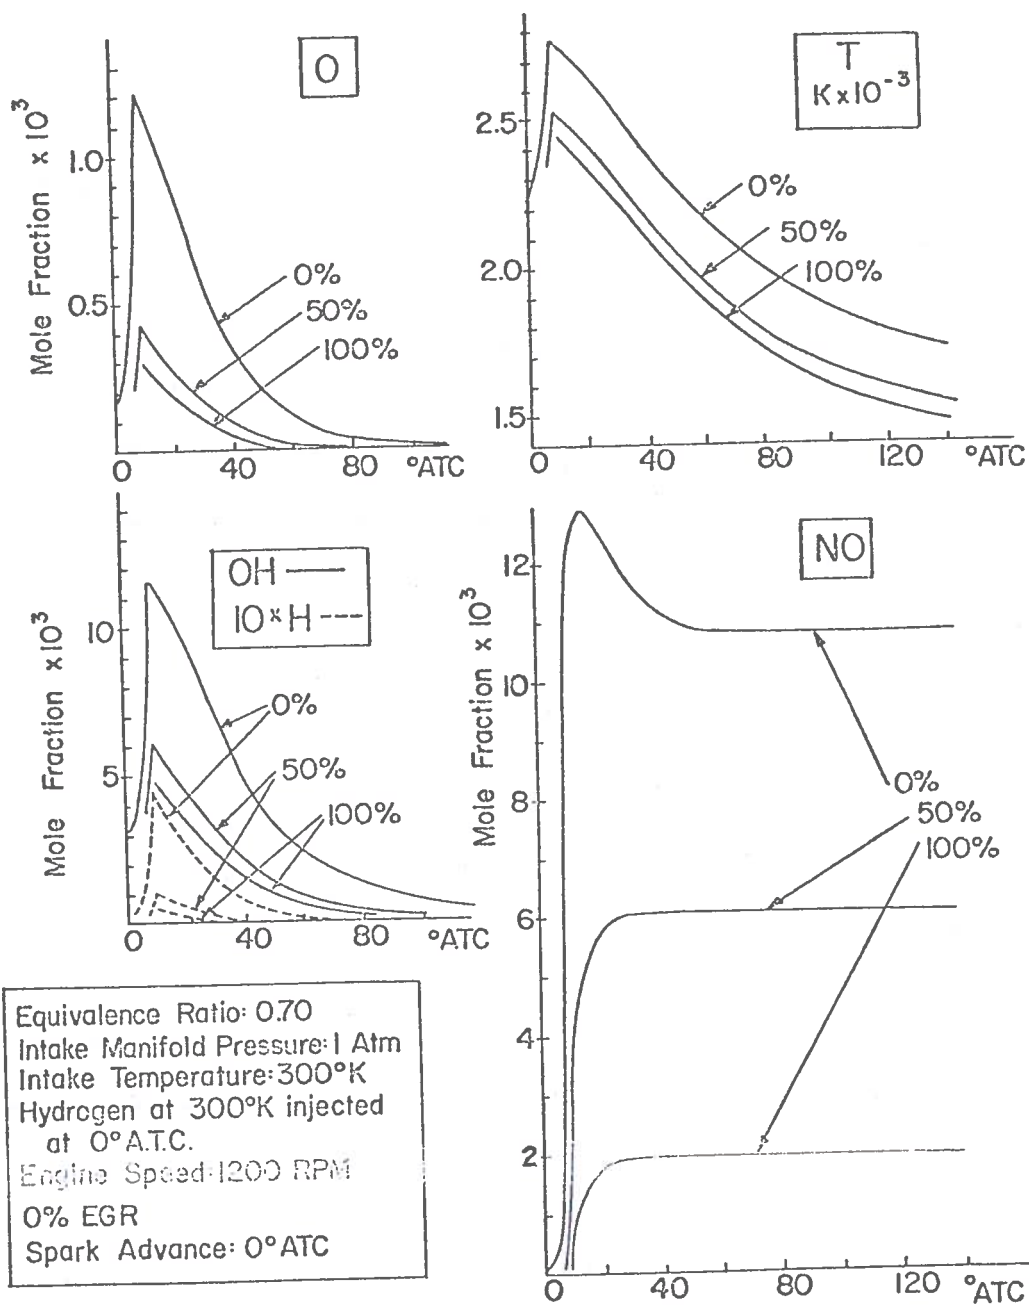 O
Mole Fraction x 10³
1.0
0.5
0%
50%
100%
0
40
80
°ATC
T
K x 10⁻³
2.5
2.0
1.5
0%
50%
100%
0
40
80
120
°ATC
OH
10 x H
Mole Fraction x10³
10
5
0%
50%
100%
0
40
80
°ATC
NO
Mole Fraction x 10³
12
10
8
6
4
2
0%
50%
100%
0
40
80
120
°ATC
Equivalence Ratio: 0.70
Intake Manifold Pressure: 1 Atm
Intake Temperature: 300°K
Hydrogen at 300°K injected
at 0° A.T.C.
Engine Speed: 1200 RPM
0% EGR
Spark Advance: 0° ATC